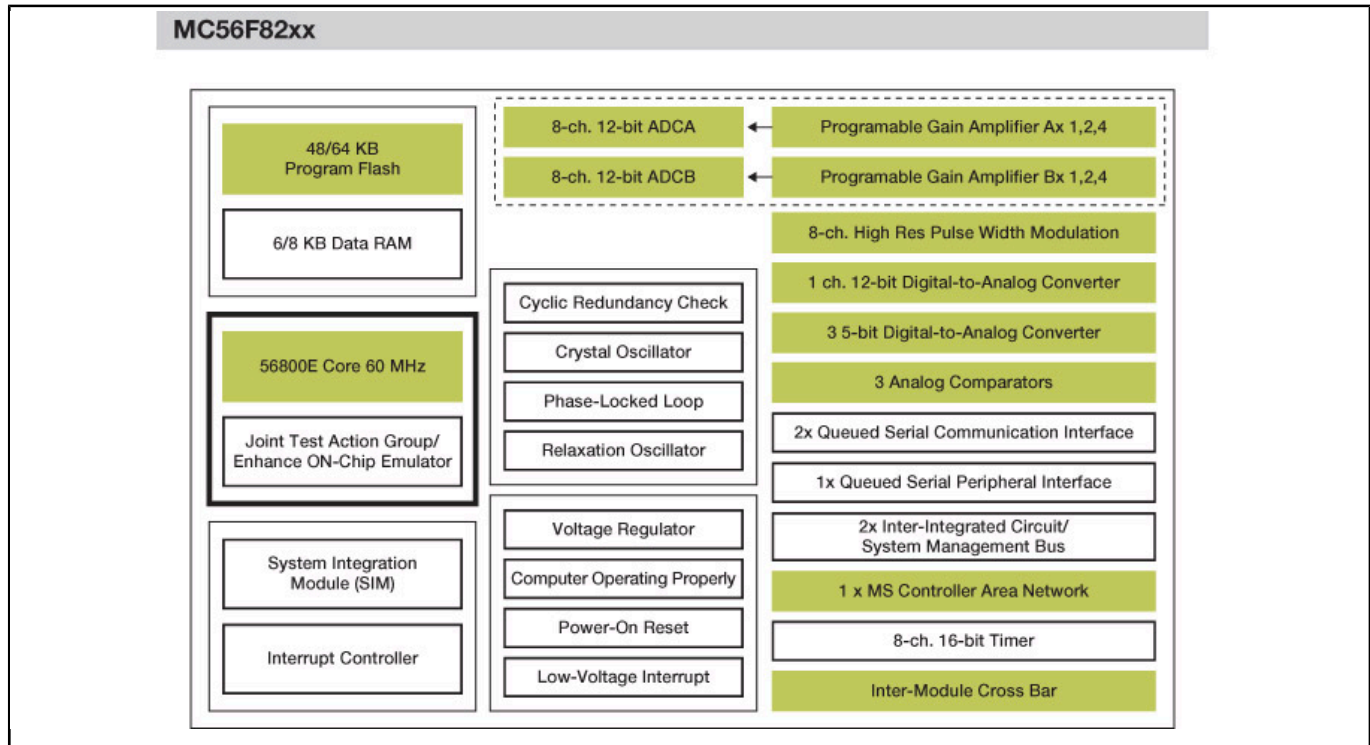 MC56F82xx
48/64 KB
Program Flash
6/8 KB Data RAM
56800E Core 60 MHz
Joint Test Action Group/
Enhance ON-Chip Emulator
System Integration
Module (SIM)
Interrupt Controller
8-ch. 12-bit ADCA
8-ch. 12-bit ADCB
Cyclic Redundancy Check
Crystal Oscillator
Phase-Locked Loop
Relaxation Oscillator
Voltage Regulator
Computer Operating Properly
Power-On Reset
Low-Voltage Interrupt
Programable Gain Amplifier Ax 1,2,4
Programable Gain Amplifier Bx 1,2,4
8-ch. High Res Pulse Width Modulation
1 ch. 12-bit Digital-to-Analog Converter
3 5-bit Digital-to-Analog Converter
3 Analog Comparators
2x Queued Serial Communication Interface
1x Queued Serial Peripheral Interface
2x Inter-Integrated Circuit/
System Management Bus
1 x MS Controller Area Network
8-ch. 16-bit Timer
Inter-Module Cross Bar